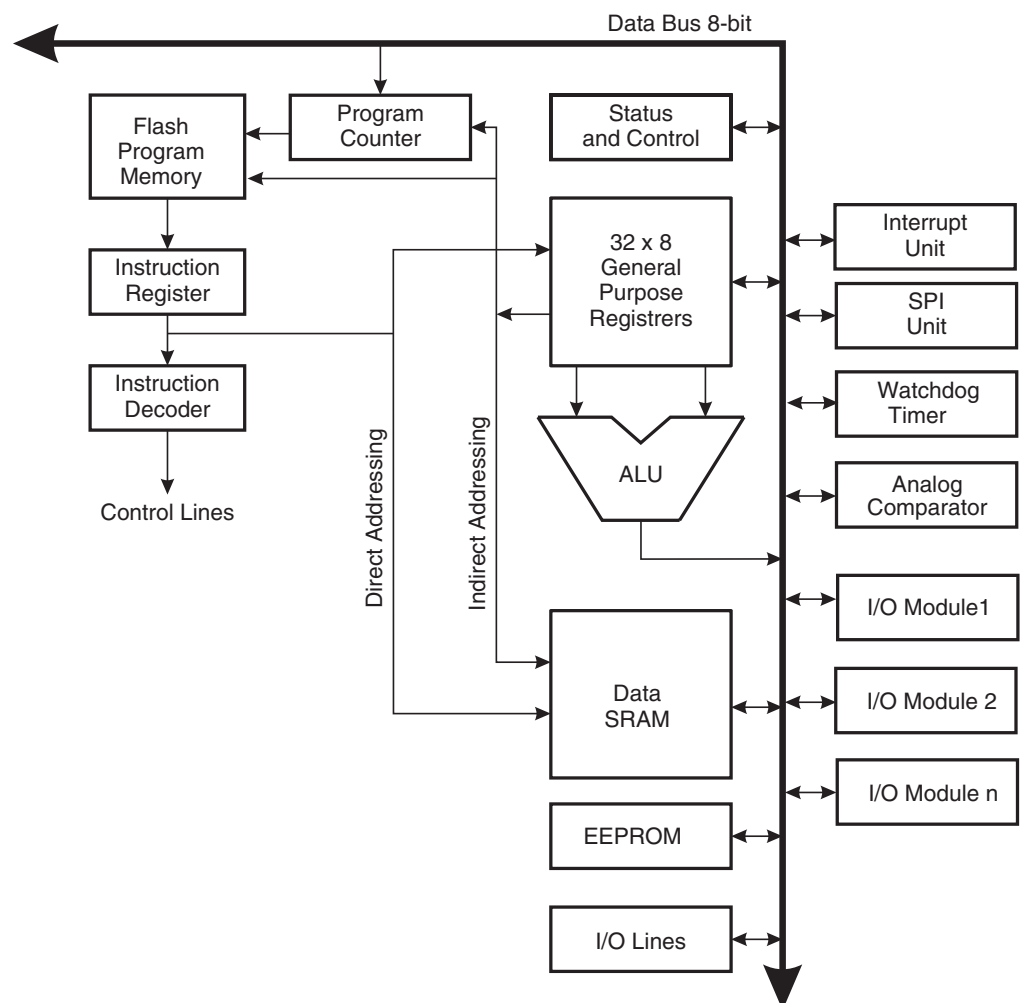 Data Bus 8-bit
Flash
Program
Memory
Program
Counter
Status
and Control
Interrupt
Unit
32 x 8
General
Purpose
Registrers
Instruction
Register
SPI
Unit
Instruction
Decoder
Watchdog
Timer
ALU
Analog
Comparator
Control Lines
Direct Addressing
Indirect Addressing
I/O Module1
Data
SRAM
I/O Module 2
I/O Module n
EEPROM
I/O Lines